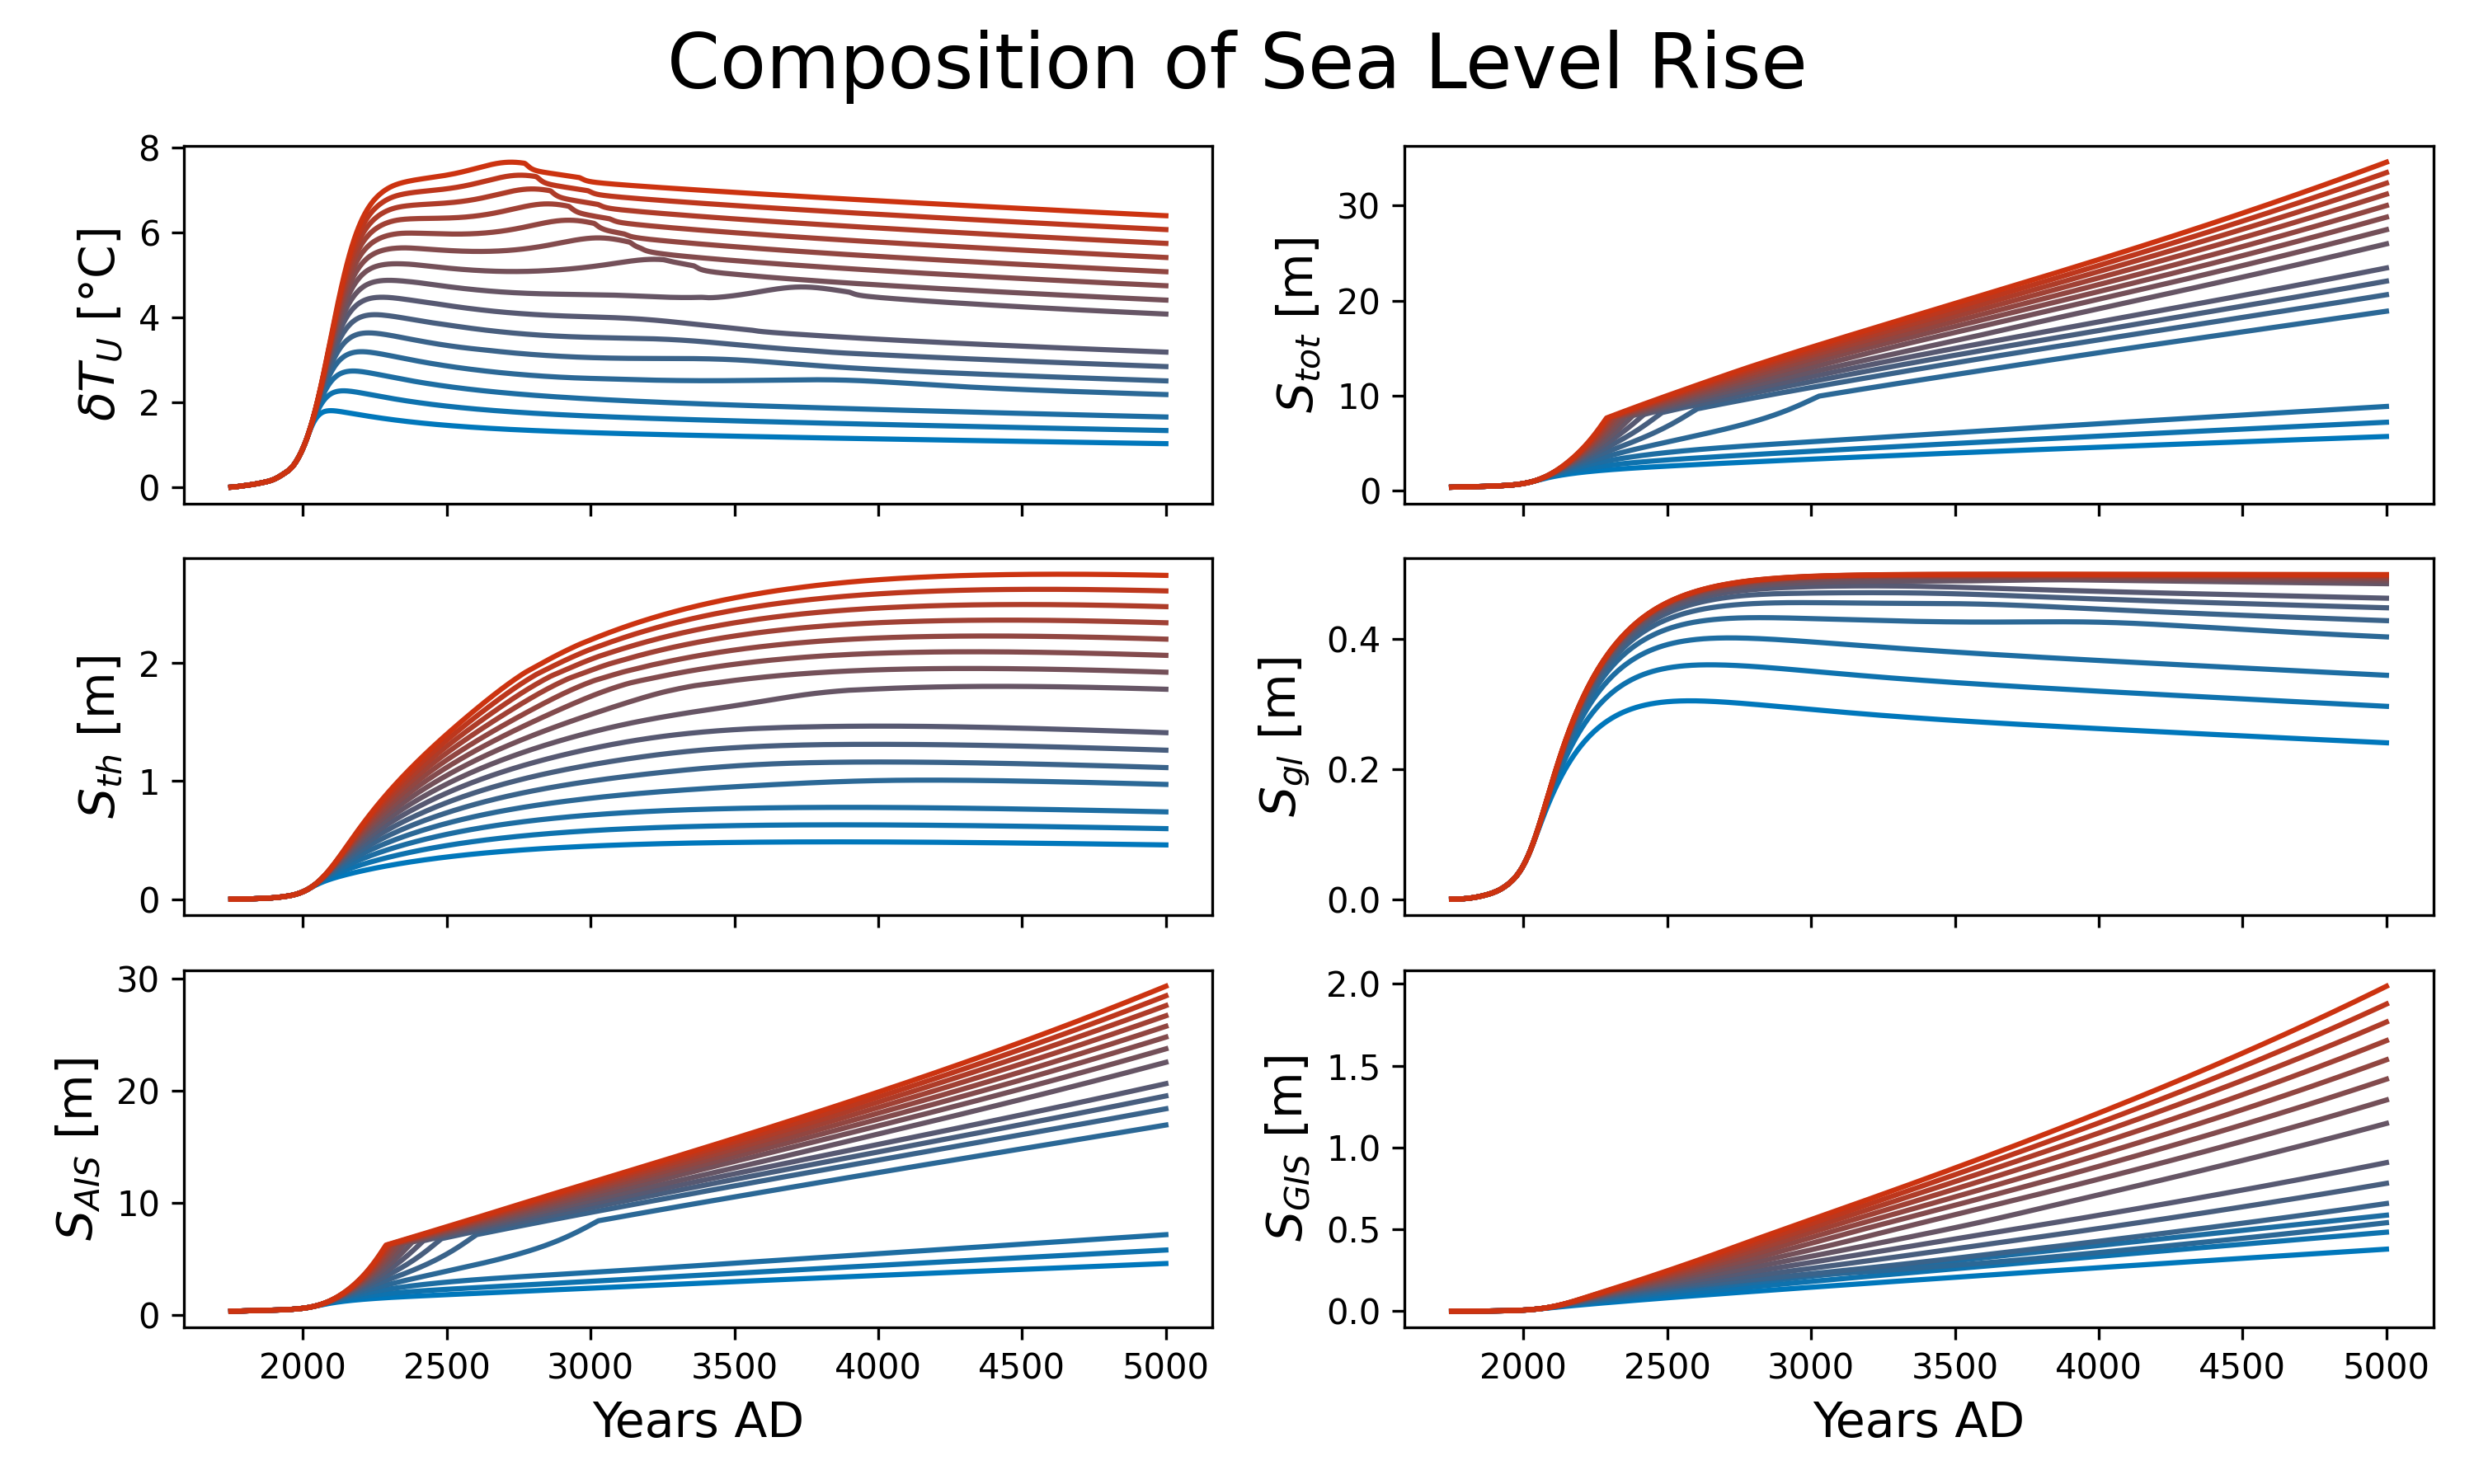 Composition of Sea Level Rise
δT_U [°C]
8
6
4
2
0
S_tot [m]
30
20
10
0
S_th [m]
2
1
0
S_gl [m]
0.4
0.2
0.0
S_AIS [m]
30
20
10
0
2000 2500 3000 3500 4000 4500 5000
Years AD
S_GIS [m]
2.0
1.5
1.0
0.5
0.0
2000 2500 3000 3500 4000 4500 5000
Years AD